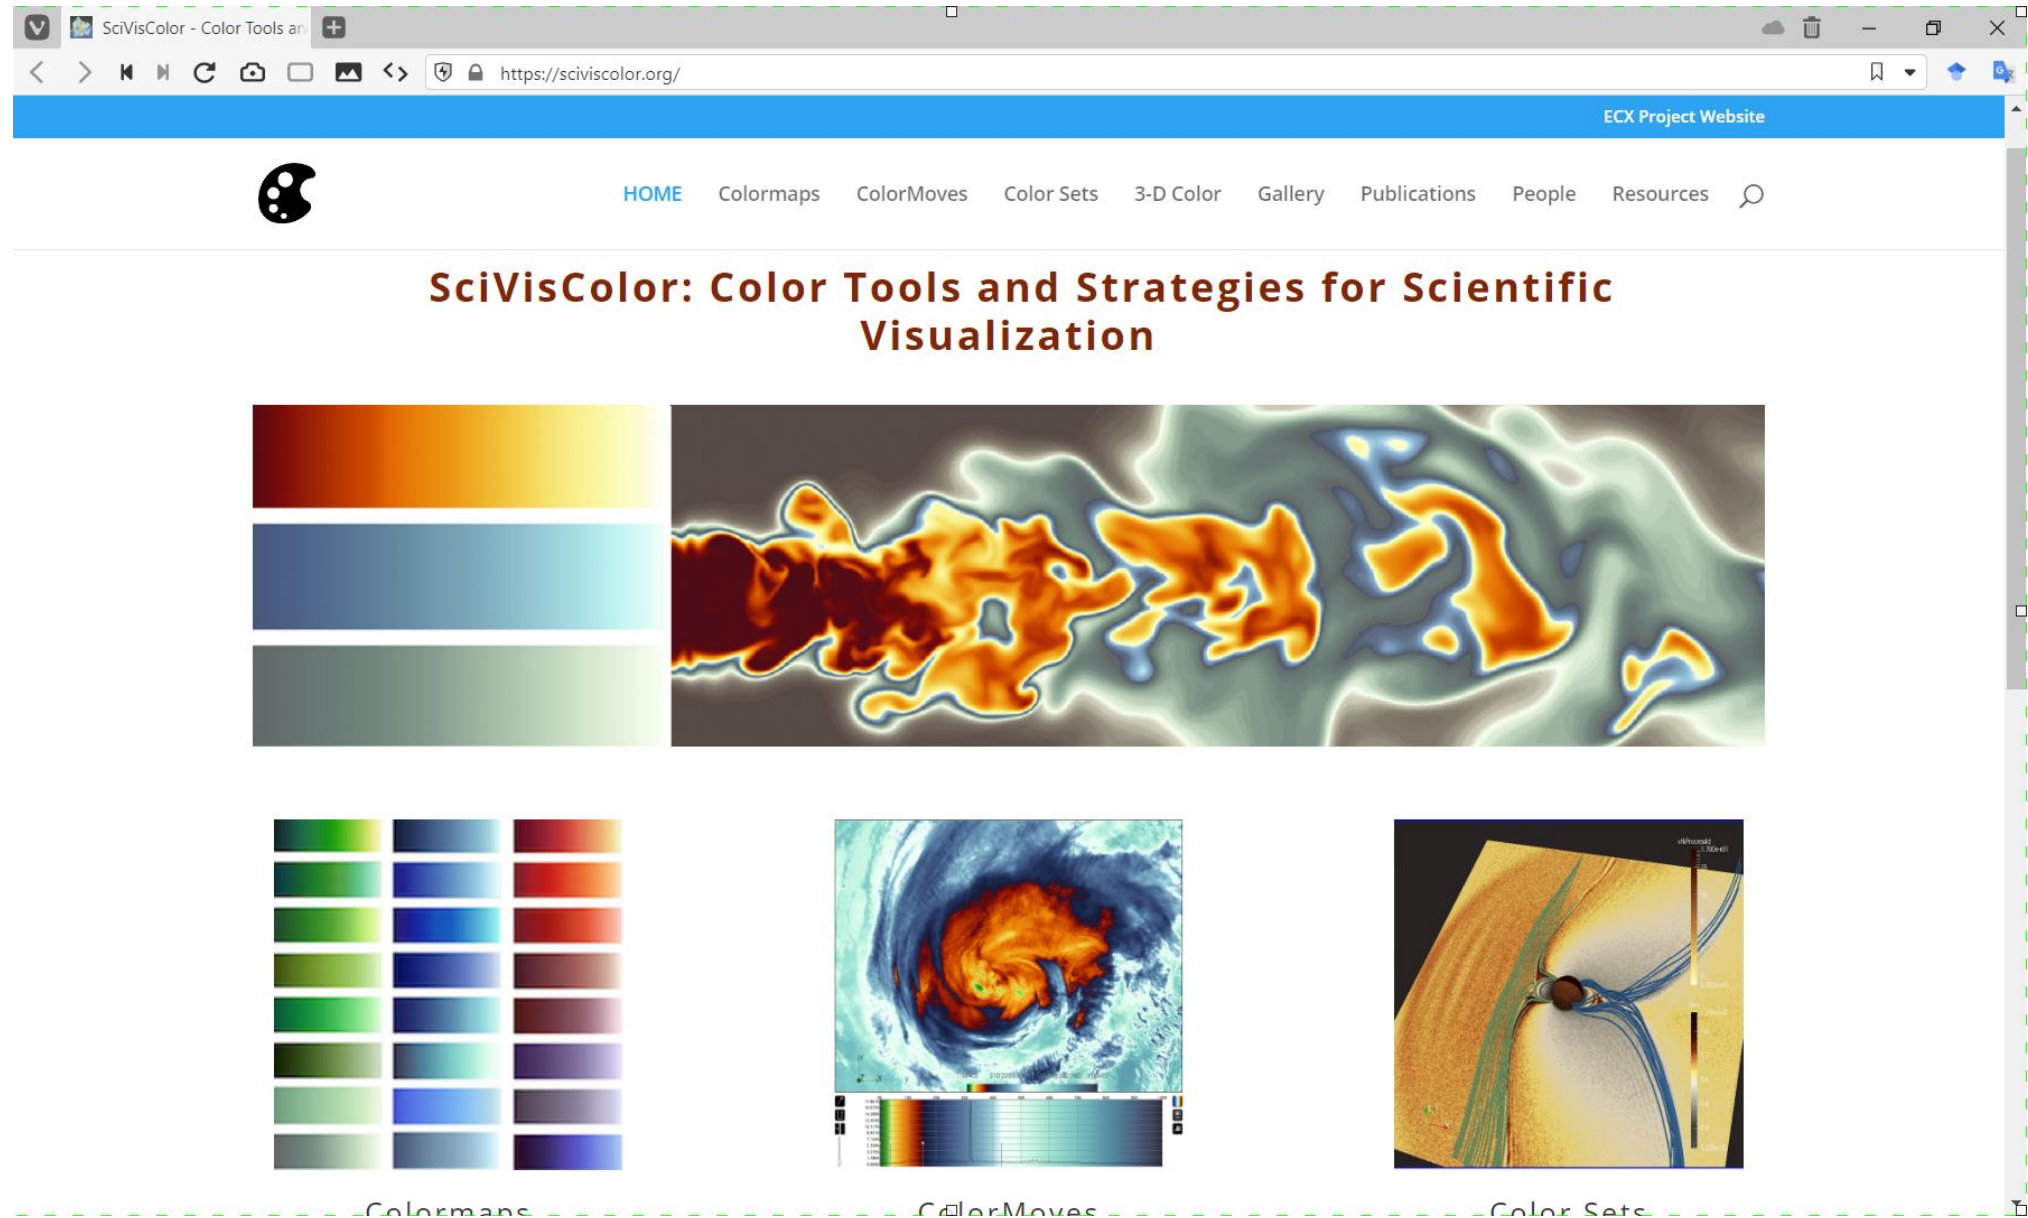 SciVisColor - Color Tools an
https://sciviscolor.org/
ECX Project Website
HOME Colormaps ColorMoves Color Sets 3-D Color Gallery Publications People Resources
SciVisColor: Color Tools and Strategies for Scientific
Visualization
Colormaps ColorMoves Color Sets